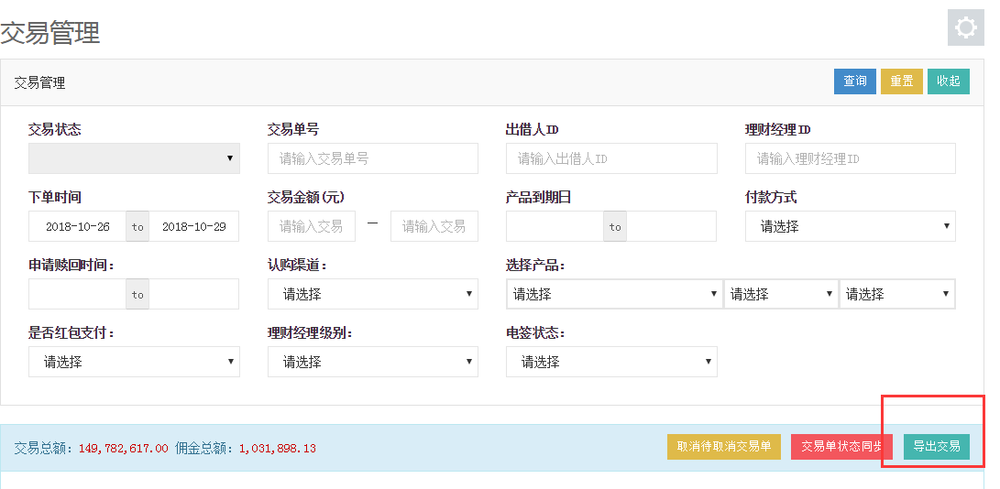 交易管理
交易管理 查询 重置 收起
交易状态 交易单号 出借人ID 理财经理ID
请输入交易单号 请输入出借人ID 请输入理财经理ID
下单时间 交易金额(元) 产品到期日 付款方式
2018-10-26 to 2018-10-29 请输入交易 — 请输入交易 to 请选择
申请赎回时间: 认购渠道: 选择产品:
to 请选择 请选择 请选择 请选择
是否红包支付: 理财经理级别: 电签状态:
请选择 请选择 请选择
交易总额: 149,782,617.00 佣金总额: 1,031,898.13 取消待取消交易单 交易单状态同步 导出交易